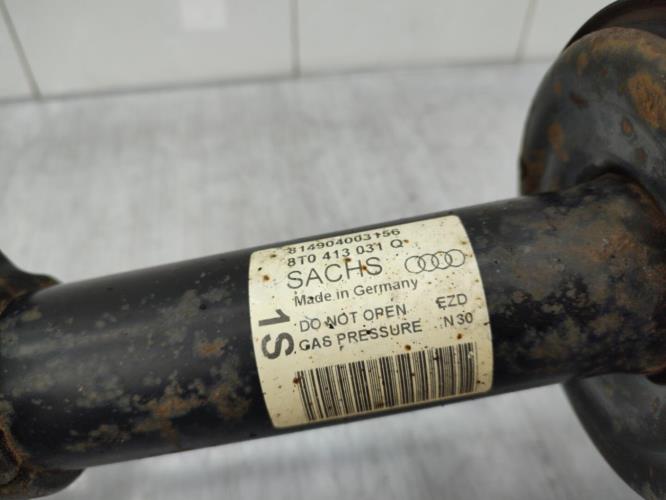 814904003156
8T0 413 031 Q
SACHS
Made in Germany
1S
DO NOT OPEN EZD
GAS PRESSURE N30